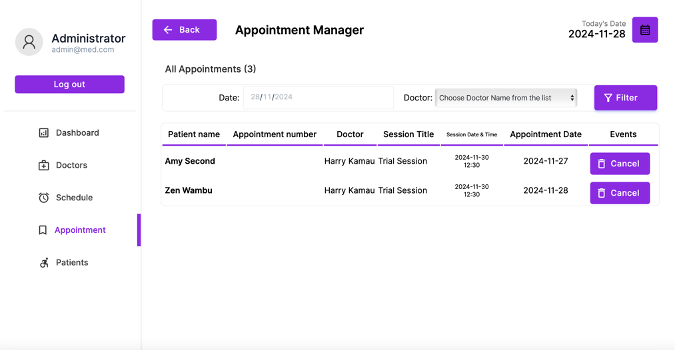 Administrator
admin@med.com
Log out
Dashboard
Doctors
Schedule
Appointment
Patients
Back
Appointment Manager
Today's Date
2024-11-28
All Appointments (3)
Date: 28/11/2024 Doctor: Choose Doctor Name from the list Filter
Patient name Appointment number Doctor Session Title Session Date & Time Appointment Date Events
Amy Second Harry Kamau Trial Session 2024-11-30 12:30 2024-11-27 Cancel
Zen Wambu Harry Kamau Trial Session 2024-11-30 12:30 2024-11-28 Cancel